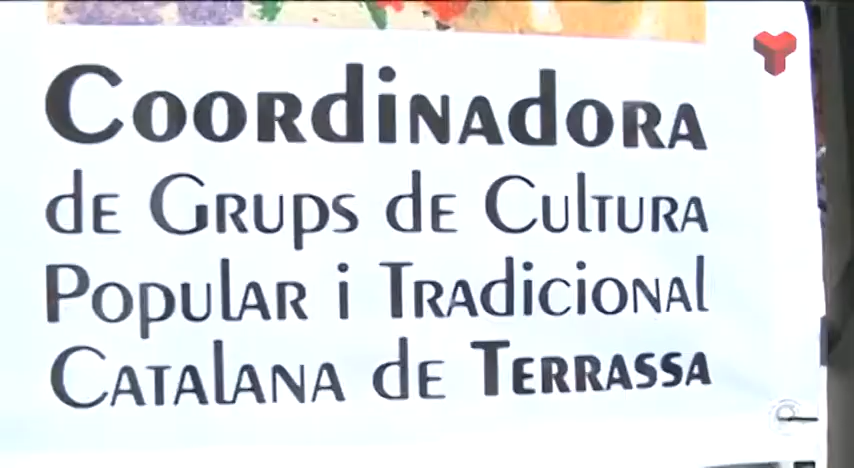 Coordinadora
de Grups de Cultura
Popular i Tradicional
Catalana de Terrassa